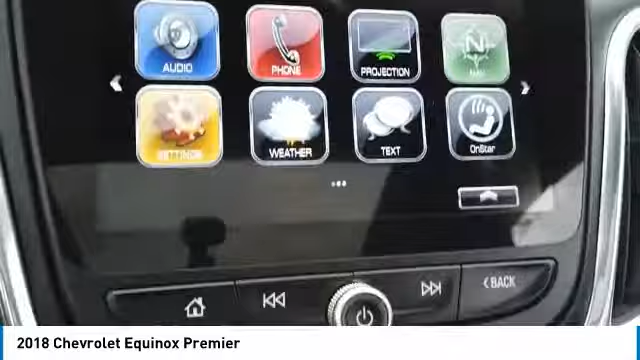 AUDIO PHONE PROJECTION NAV
SETTINGS WEATHER TEXT OnStar
<BACK
2018 Chevrolet Equinox Premier